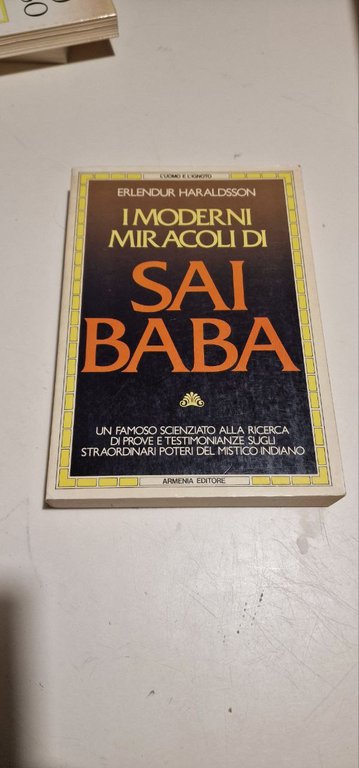 L'UOMO E L'IGNOTO
ERLENDUR HARALDSSON
I MODERNI
MIRACOLI DI
SAI
BABA
UN FAMOSO SCIENZIATO ALLA RICERCA
DI PROVE E TESTIMONIANZE SUGLI
STRAORDINARI POTERI DEL MISTICO INDIANO
ARMENIA EDITORE